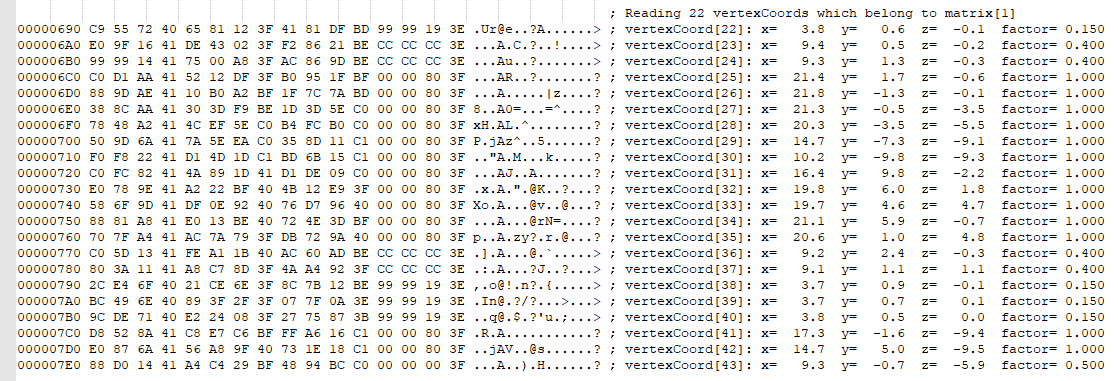 ; Reading 22 vertexCoords which belong to matrix[1]
00000690 C9 55 72 40 65 81 12 3F 41 81 DF BD 99 99 19 3E .Ur@e..?A......> ; vertexCoord[22]: x= 3.8 y= 0.6 z= -0.1 factor= 0.150
000006A0 E0 9F 16 41 DE 43 02 3F F2 86 21 BE CC CC CC 3E ...A.C.?..!....> ; vertexCoord[23]: x= 9.4 y= 0.5 z= -0.2 factor= 0.400
000006B0 99 99 14 41 75 00 A8 3F AC 86 9D BE CC CC CC 3E ...Au..?.......> ; vertexCoord[24]: x= 9.3 y= 1.3 z= -0.3 factor= 0.400
000006C0 C0 D1 AA 41 52 12 DF 3F B0 95 1F BF 00 00 80 3F ...AR..?.......? ; vertexCoord[25]: x= 21.4 y= 1.7 z= -0.6 factor= 1.000
000006D0 88 9D AE 41 10 B0 A2 BF 1F 7C 7A BD 00 00 80 3F ...A.....|z....? ; vertexCoord[26]: x= 21.8 y= -1.3 z= -0.1 factor= 1.000
000006E0 38 8C AA 41 30 3D F9 BE 1D 3D 5E C0 00 00 80 3F 8..A0=...=^....? ; vertexCoord[27]: x= 21.3 y= -0.5 z= -3.5 factor= 1.000
000006F0 78 48 A2 41 4C EF 5E C0 B4 FC B0 C0 00 00 80 3F xH.AL.^........? ; vertexCoord[28]: x= 20.3 y= -3.5 z= -5.5 factor= 1.000
00000700 50 9D 6A 41 7A 5E EA C0 35 8D 11 C1 00 00 80 3F P.jAz^..5......? ; vertexCoord[29]: x= 14.7 y= -7.3 z= -9.1 factor= 1.000
00000710 F0 F8 22 41 D1 4D 1D C1 BD 6B 15 C1 00 00 80 3F .."A.M...k.....? ; vertexCoord[30]: x= 10.2 y= -9.8 z= -9.3 factor= 1.000
00000720 C0 FC 82 41 4A 89 1D 41 D1 DE 09 C0 00 00 80 3F ...AJ..A.......? ; vertexCoord[31]: x= 16.4 y= 9.8 z= -2.2 factor= 1.000
00000730 E0 78 9E 41 A2 22 BF 40 4B 12 E9 3F 00 00 80 3F .x.A.".@K..?...? ; vertexCoord[32]: x= 19.8 y= 6.0 z= 1.8 factor= 1.000
00000740 58 6F 9D 41 DF 0E 92 40 76 D7 96 40 00 00 80 3F Xo.A...@v..@...? ; vertexCoord[33]: x= 19.7 y= 4.6 z= 4.7 factor= 1.000
00000750 88 81 A8 41 E0 13 BE 40 72 4E 3D BF 00 00 80 3F ...A...@rN=....? ; vertexCoord[34]: x= 21.1 y= 5.9 z= -0.7 factor= 1.000
00000760 70 7F A4 41 AC 7A 79 3F DB 72 9A 40 00 00 80 3F p..A.zy?.r.@...? ; vertexCoord[35]: x= 20.6 y= 1.0 z= 4.8 factor= 1.000
00000770 C0 5D 13 41 FE A1 1B 40 AC 60 AD BE CC CC CC 3E .].A...@.`.....> ; vertexCoord[36]: x= 9.2 y= 2.4 z= -0.3 factor= 0.400
00000780 80 3A 11 41 A8 C7 8D 3F 4A A4 92 3F CC CC CC 3E .:.A...?J..?...> ; vertexCoord[37]: x= 9.1 y= 1.1 z= 1.1 factor= 0.400
00000790 2C E4 6F 40 21 CE 6E 3F 8C 7B 12 BE 99 99 19 3E ,.o@!.n?.{.....> ; vertexCoord[38]: x= 3.7 y= 0.9 z= -0.1 factor= 0.150
000007A0 BC 49 6E 40 89 3F 2F 3F 07 7F 0A 3E 99 99 19 3E .In@.?/?...>...> ; vertexCoord[39]: x= 3.7 y= 0.7 z= 0.1 factor= 0.150
000007B0 9C DE 71 40 E2 24 08 3F 27 75 87 3B 99 99 19 3E ..q@.$.?'u.;...> ; vertexCoord[40]: x= 3.8 y= 0.5 z= 0.0 factor= 0.150
000007C0 D8 52 8A 41 C8 E7 C6 BF FF A6 16 C1 00 00 80 3F .R.A...........? ; vertexCoord[41]: x= 17.3 y= -1.6 z= -9.4 factor= 1.000
000007D0 E0 87 6A 41 56 A8 9F 40 73 1E 18 C1 00 00 80 3F ..jAV..@s......? ; vertexCoord[42]: x= 14.7 y= 5.0 z= -9.5 factor= 1.000
000007E0 88 D0 14 41 A4 C4 29 BF 48 94 BC C0 00 00 00 3F ...A..).H......? ; vertexCoord[43]: x= 9.3 y= -0.7 z= -5.9 factor= 0.500